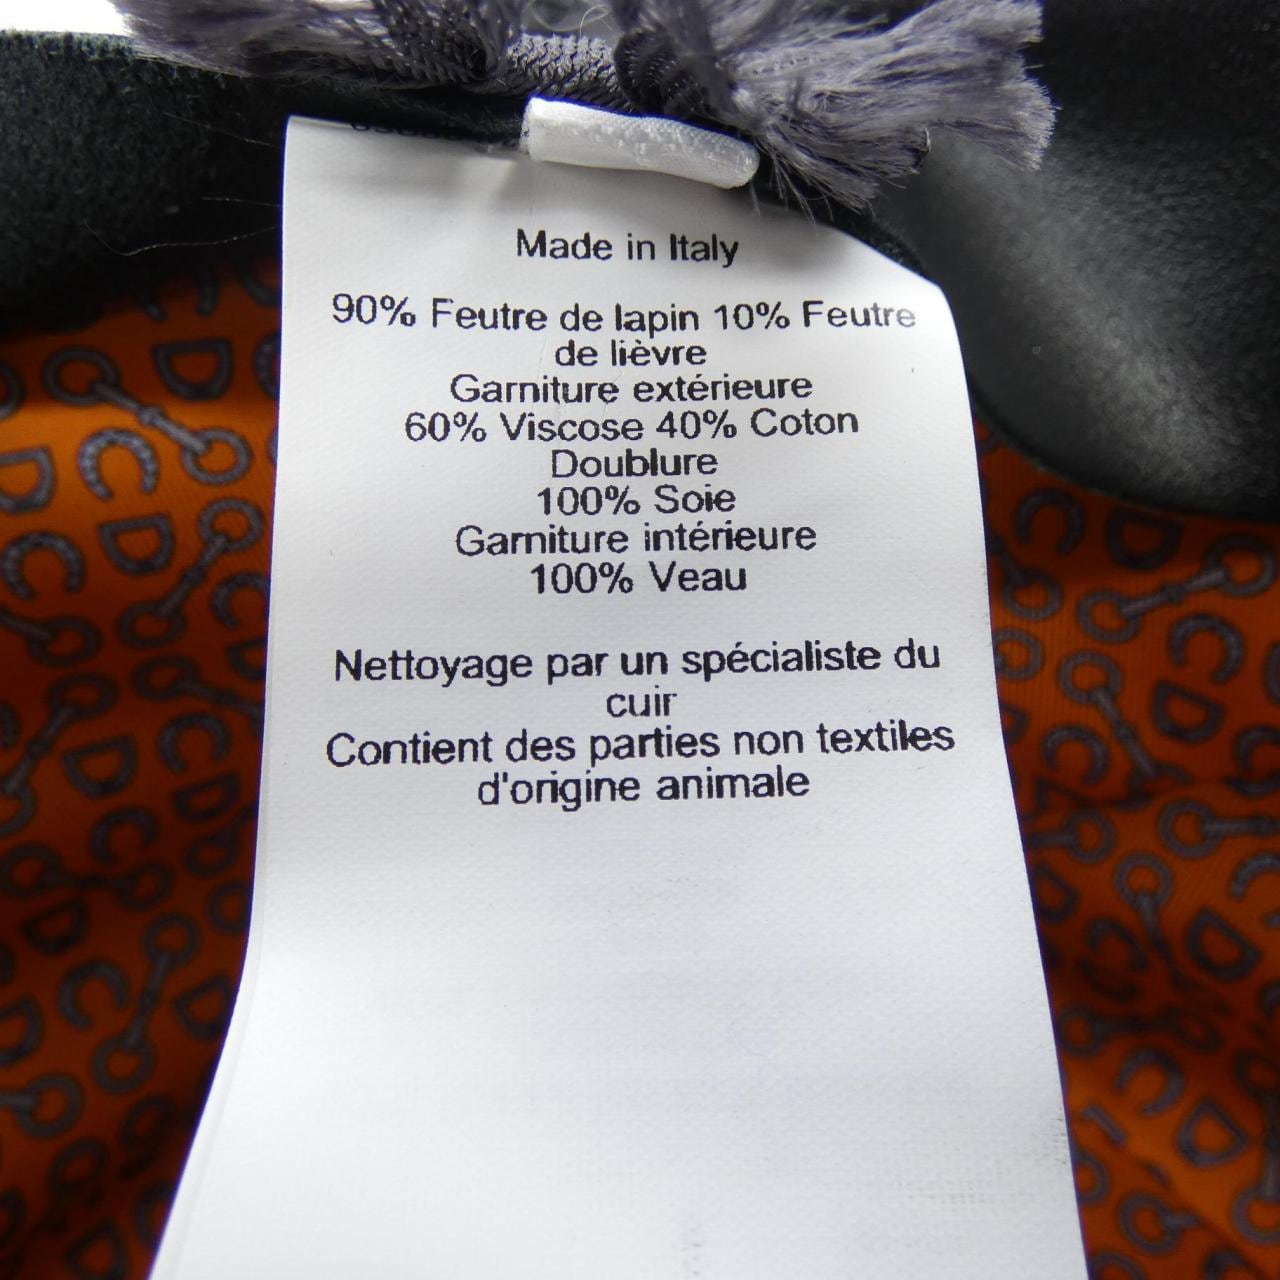 Made in Italy
90% Feutre de lapin 10% Feutre
de lièvre
Garniture extérieure
60% Viscose 40% Coton
Doublure
100% Soie
Garniture intérieure
100% Veau
Nettoyage par un spécialiste du
cuir
Contient des parties non textiles
d'origine animale